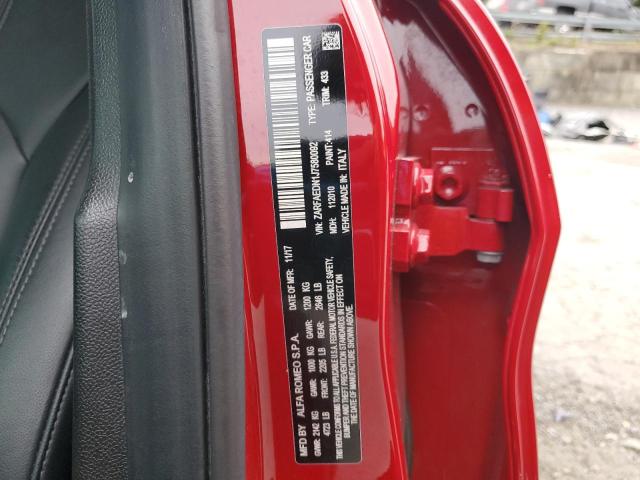 MFD BY ALFA ROMEO S.P.A. DATE OF MFR: 11/17
GVWR: 2142 KG GAWR: 1000 KG GAWR: 1200 KG
4723 LB FRONT: 2205 LB REAR: 2646 LB
THIS VEHICLE CONFORMS TO ALL APPLICABLE U.S.A. FEDERAL MOTOR VEHICLE SAFETY,
BUMPER AND THEFT PREVENTION STANDARDS IN EFFECT ON
THE DATE OF MANUFACTURE SHOWN ABOVE.
VIN: ZARFAEDN1J7580092 TYPE: PASSENGER CAR
MDH: 112010 PAINT: 414 TRIM: 433
VEHICLE MADE IN: ITALY